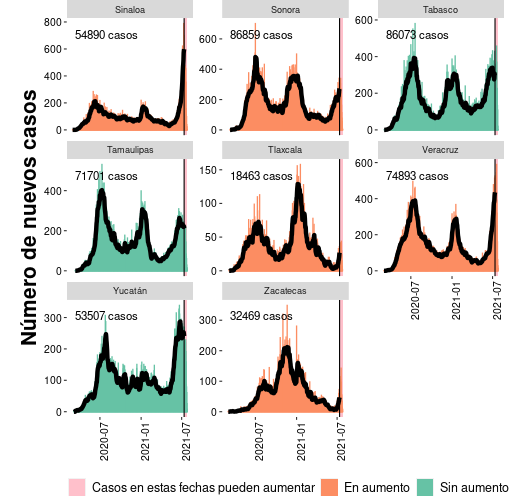 Sinaloa Sonora Tabasco
54890 casos 86859 casos 86073 casos
800
600
400
200
0
600
400
200
0
600
400
200
0
Tamaulipas Tlaxcala Veracruz
71701 casos 18463 casos 74893 casos
400
200
0
150
100
50
0
600
400
200
0
Yucatán Zacatecas
53507 casos 32469 casos
300
200
100
0
300
200
100
0
2020-07 2021-01 2021-07
2020-07 2021-01 2021-07
2020-07 2021-01 2021-07
Número de nuevos casos
Casos en estas fechas pueden aumentar En aumento Sin aumento